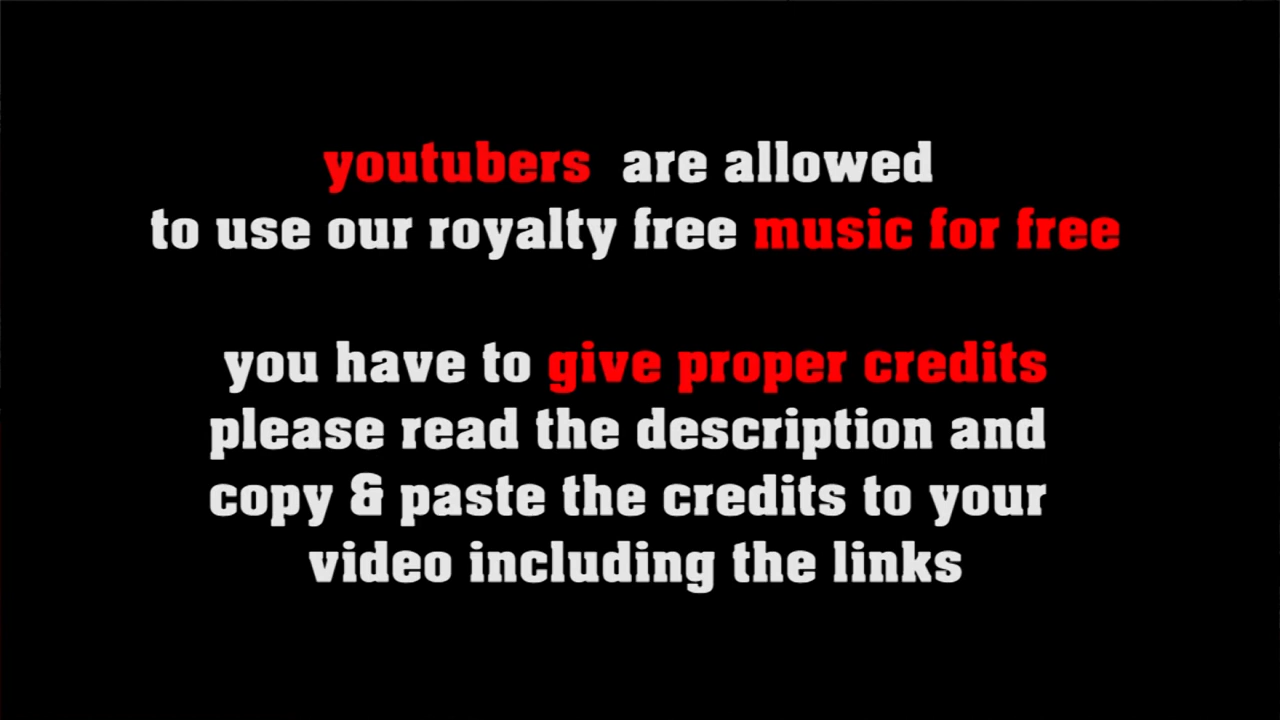 youtubers are allowed
to use our royalty free music for free
you have to give proper credits
please read the description and
copy & paste the credits to your
video including the links